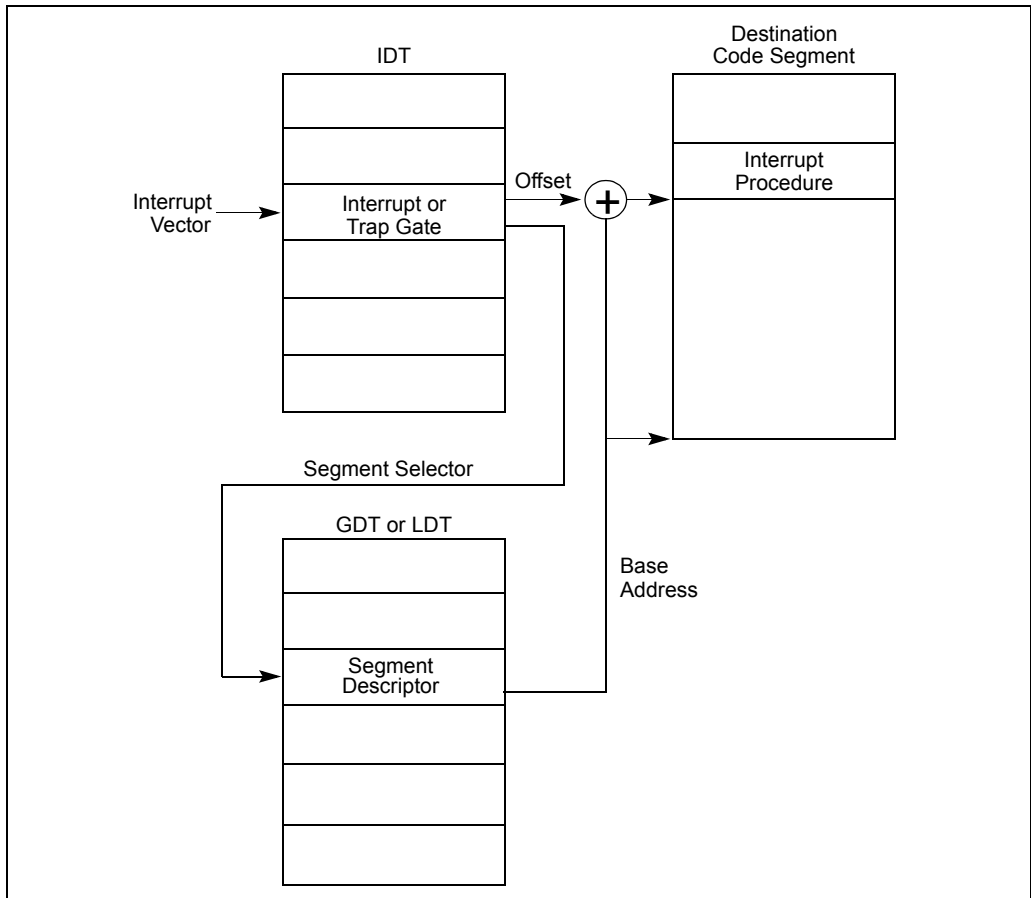 IDT
Destination
Code Segment
Interrupt
Vector
Interrupt or
Trap Gate
Offset
+
Interrupt
Procedure
Segment Selector
GDT or LDT
Segment
Descriptor
Base
Address